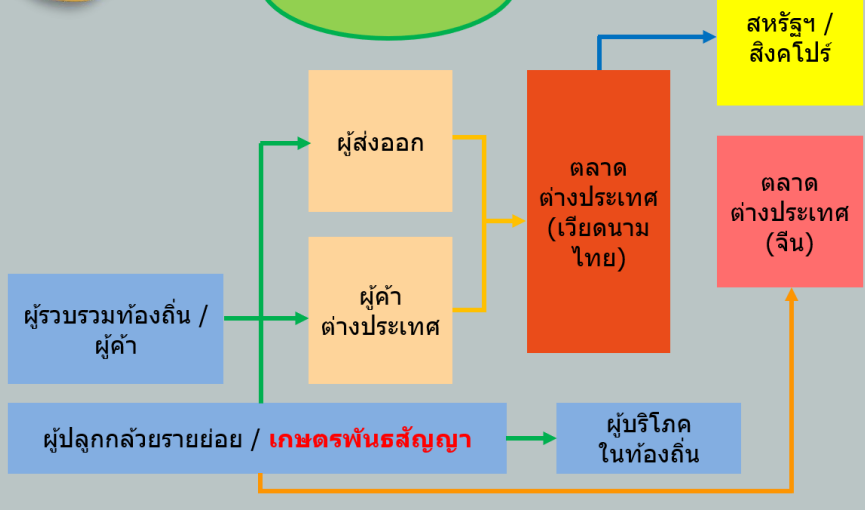 สหรัฐฯ /
สิงคโปร์
ผู้ส่งออก
ตลาด
ต่างประเทศ
(เวียดนาม
ไทย)
ตลาด
ต่างประเทศ
(จีน)
ผู้รวบรวมท้องถิ่น /
ผู้ค้า
ผู้ค้า
ต่างประเทศ
ผู้ปลูกกล้วยรายย่อย / เกษตรพันธสัญญา
ผู้บริโภค
ในท้องถิ่น